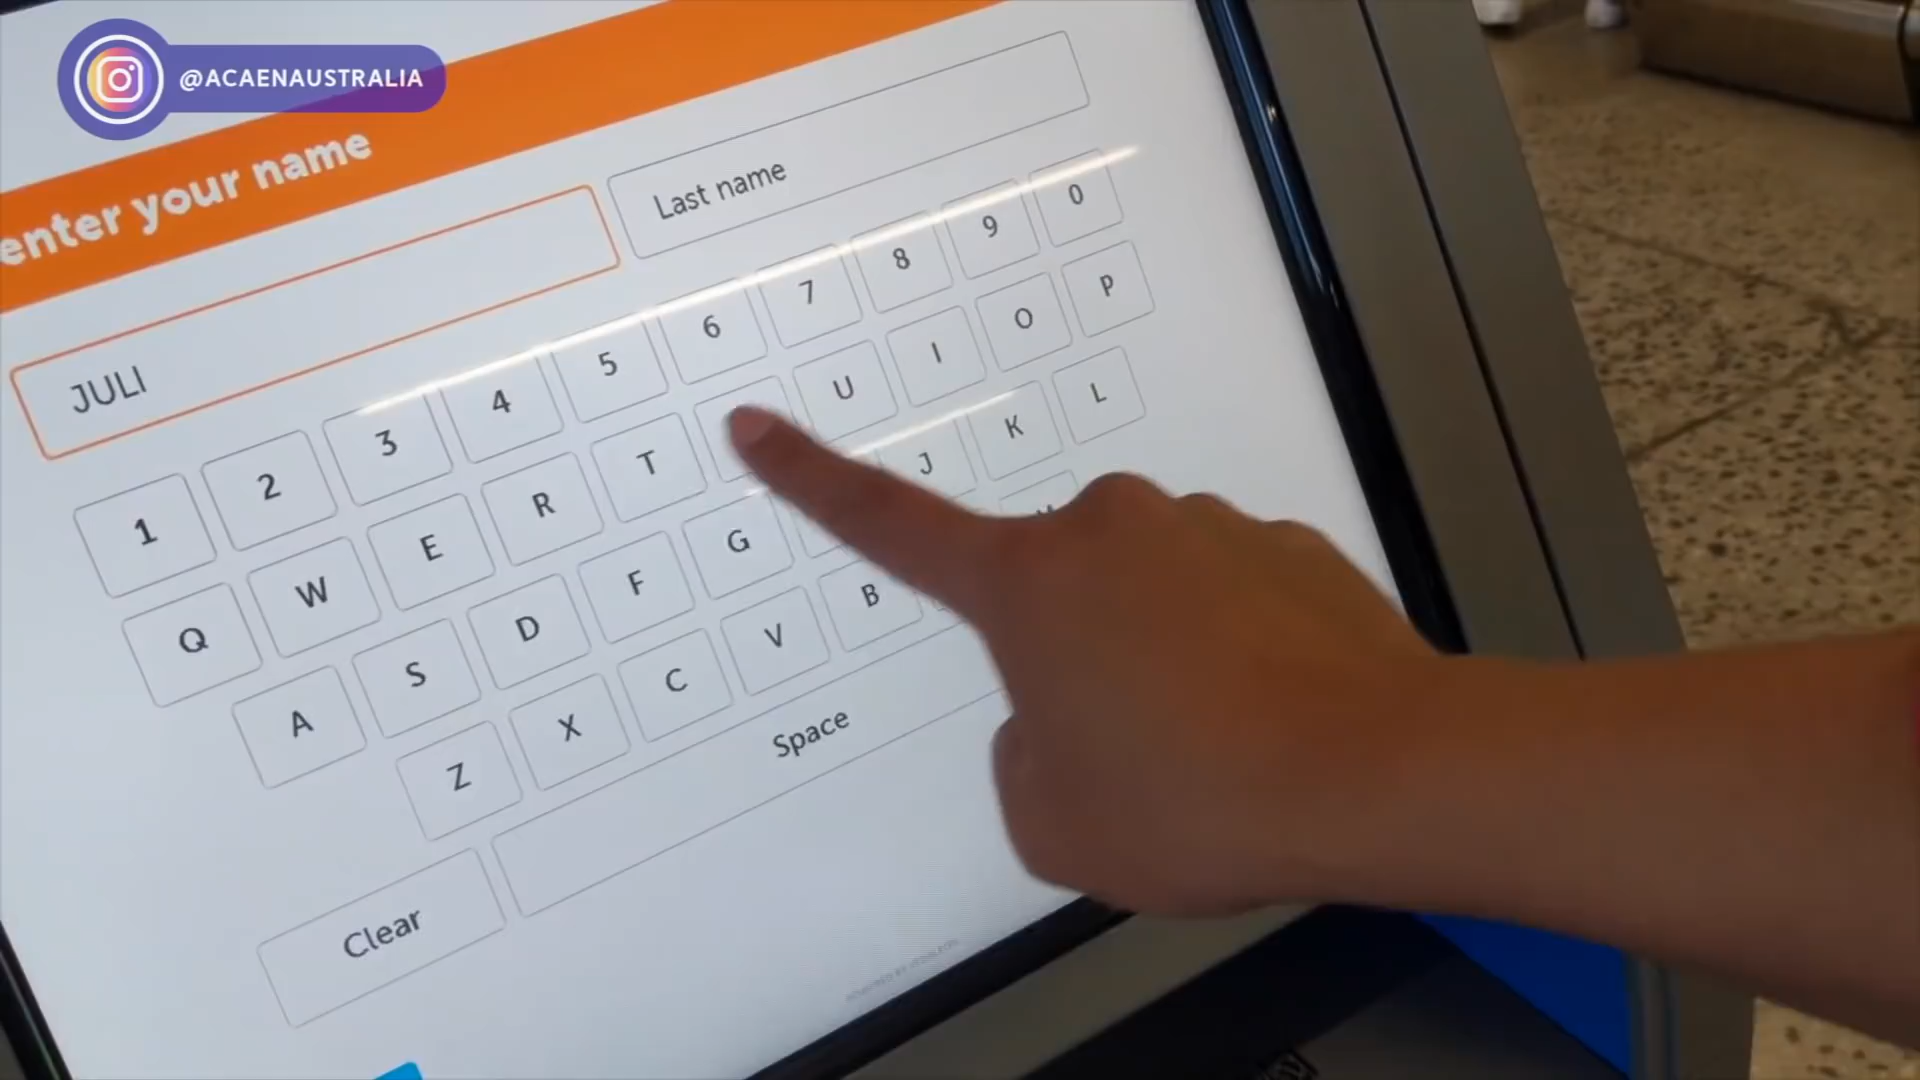 @ACAENAUSTRALIA
enter your name
JULI
Last name
1 2 3 4 5 6 7 8 9 0
Q W E R T U I O P
A S D F G J K L
Z X C V B
Clear Space